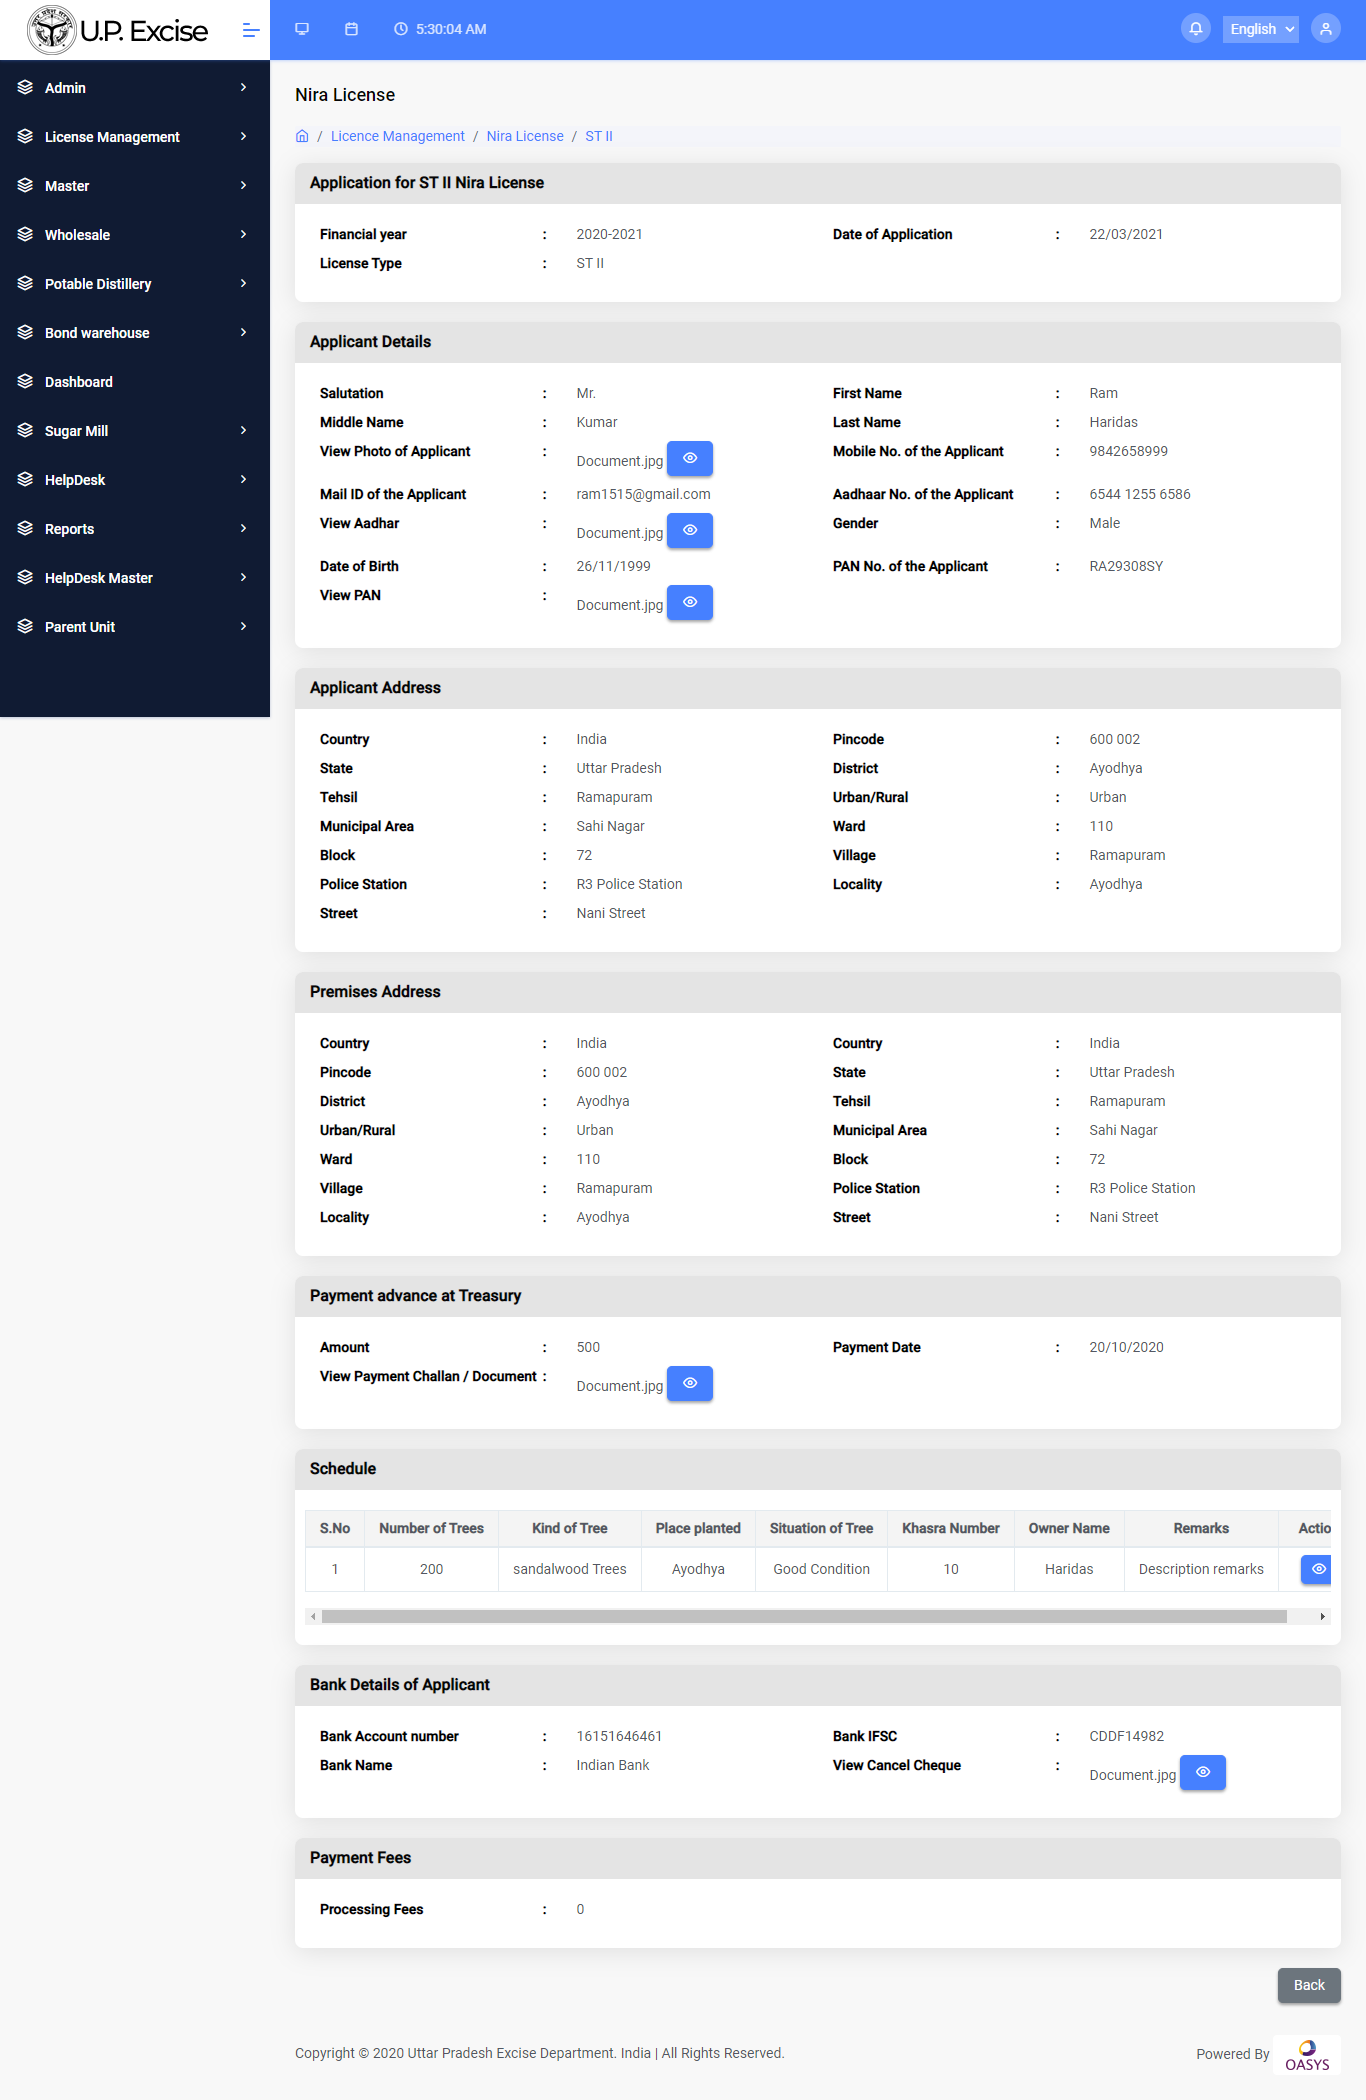 U.P. Excise
5:30:04 AM
English
Admin
License Management
Master
Wholesale
Potable Distillery
Bond warehouse
Dashboard
Sugar Mill
HelpDesk
Reports
HelpDesk Master
Parent Unit
Nira License
/ Licence Management / Nira License / ST II
Application for ST II Nira License
Financial year : 2020-2021 Date of Application : 22/03/2021
License Type : ST II
Applicant Details
Salutation : Mr. First Name : Ram
Middle Name : Kumar Last Name : Haridas
View Photo of Applicant : Document.jpg Mobile No. of the Applicant : 9842658999
Mail ID of the Applicant : ram1515@gmail.com Aadhaar No. of the Applicant : 6544 1255 6586
View Aadhar : Document.jpg Gender : Male
Date of Birth : 26/11/1999 PAN No. of the Applicant : RA29308SY
View PAN : Document.jpg
Applicant Address
Country : India Pincode : 600 002
State : Uttar Pradesh District : Ayodhya
Tehsil : Ramapuram Urban/Rural : Urban
Municipal Area : Sahi Nagar Ward : 110
Block : 72 Village : Ramapuram
Police Station : R3 Police Station Locality : Ayodhya
Street : Nani Street
Premises Address
Country : India Country : India
Pincode : 600 002 State : Uttar Pradesh
District : Ayodhya Tehsil : Ramapuram
Urban/Rural : Urban Municipal Area : Sahi Nagar
Ward : 110 Block : 72
Village : Ramapuram Police Station : R3 Police Station
Locality : Ayodhya Street : Nani Street
Payment advance at Treasury
Amount : 500 Payment Date : 20/10/2020
View Payment Challan / Document : Document.jpg
Schedule
S.No Number of Trees Kind of Tree Place planted Situation of Tree Khasra Number Owner Name Remarks Actio
1 200 sandalwood Trees Ayodhya Good Condition 10 Haridas Description remarks
Bank Details of Applicant
Bank Account number : 16151646461 Bank IFSC : CDDF14982
Bank Name : Indian Bank View Cancel Cheque : Document.jpg
Payment Fees
Processing Fees : 0
Back
Copyright © 2020 Uttar Pradesh Excise Department. India | All Rights Reserved. Powered By OASYS